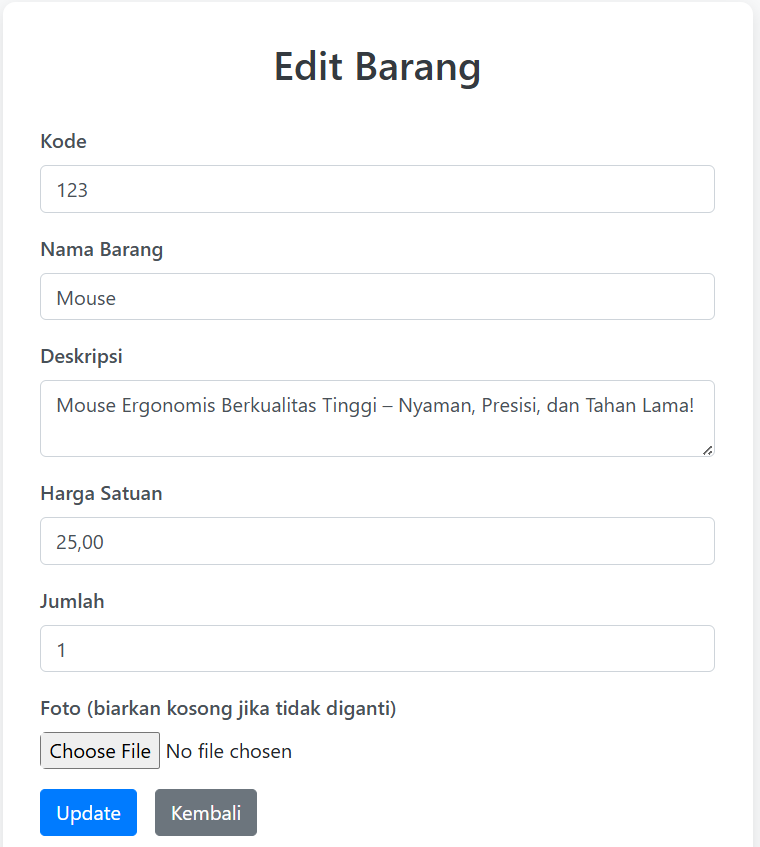 Edit Barang
Kode
123
Nama Barang
Mouse
Deskripsi
Mouse Ergonomis Berkualitas Tinggi – Nyaman, Presisi, dan Tahan Lama!
Harga Satuan
25,00
Jumlah
1
Foto (biarkan kosong jika tidak diganti)
Choose File No file chosen
Update Kembali